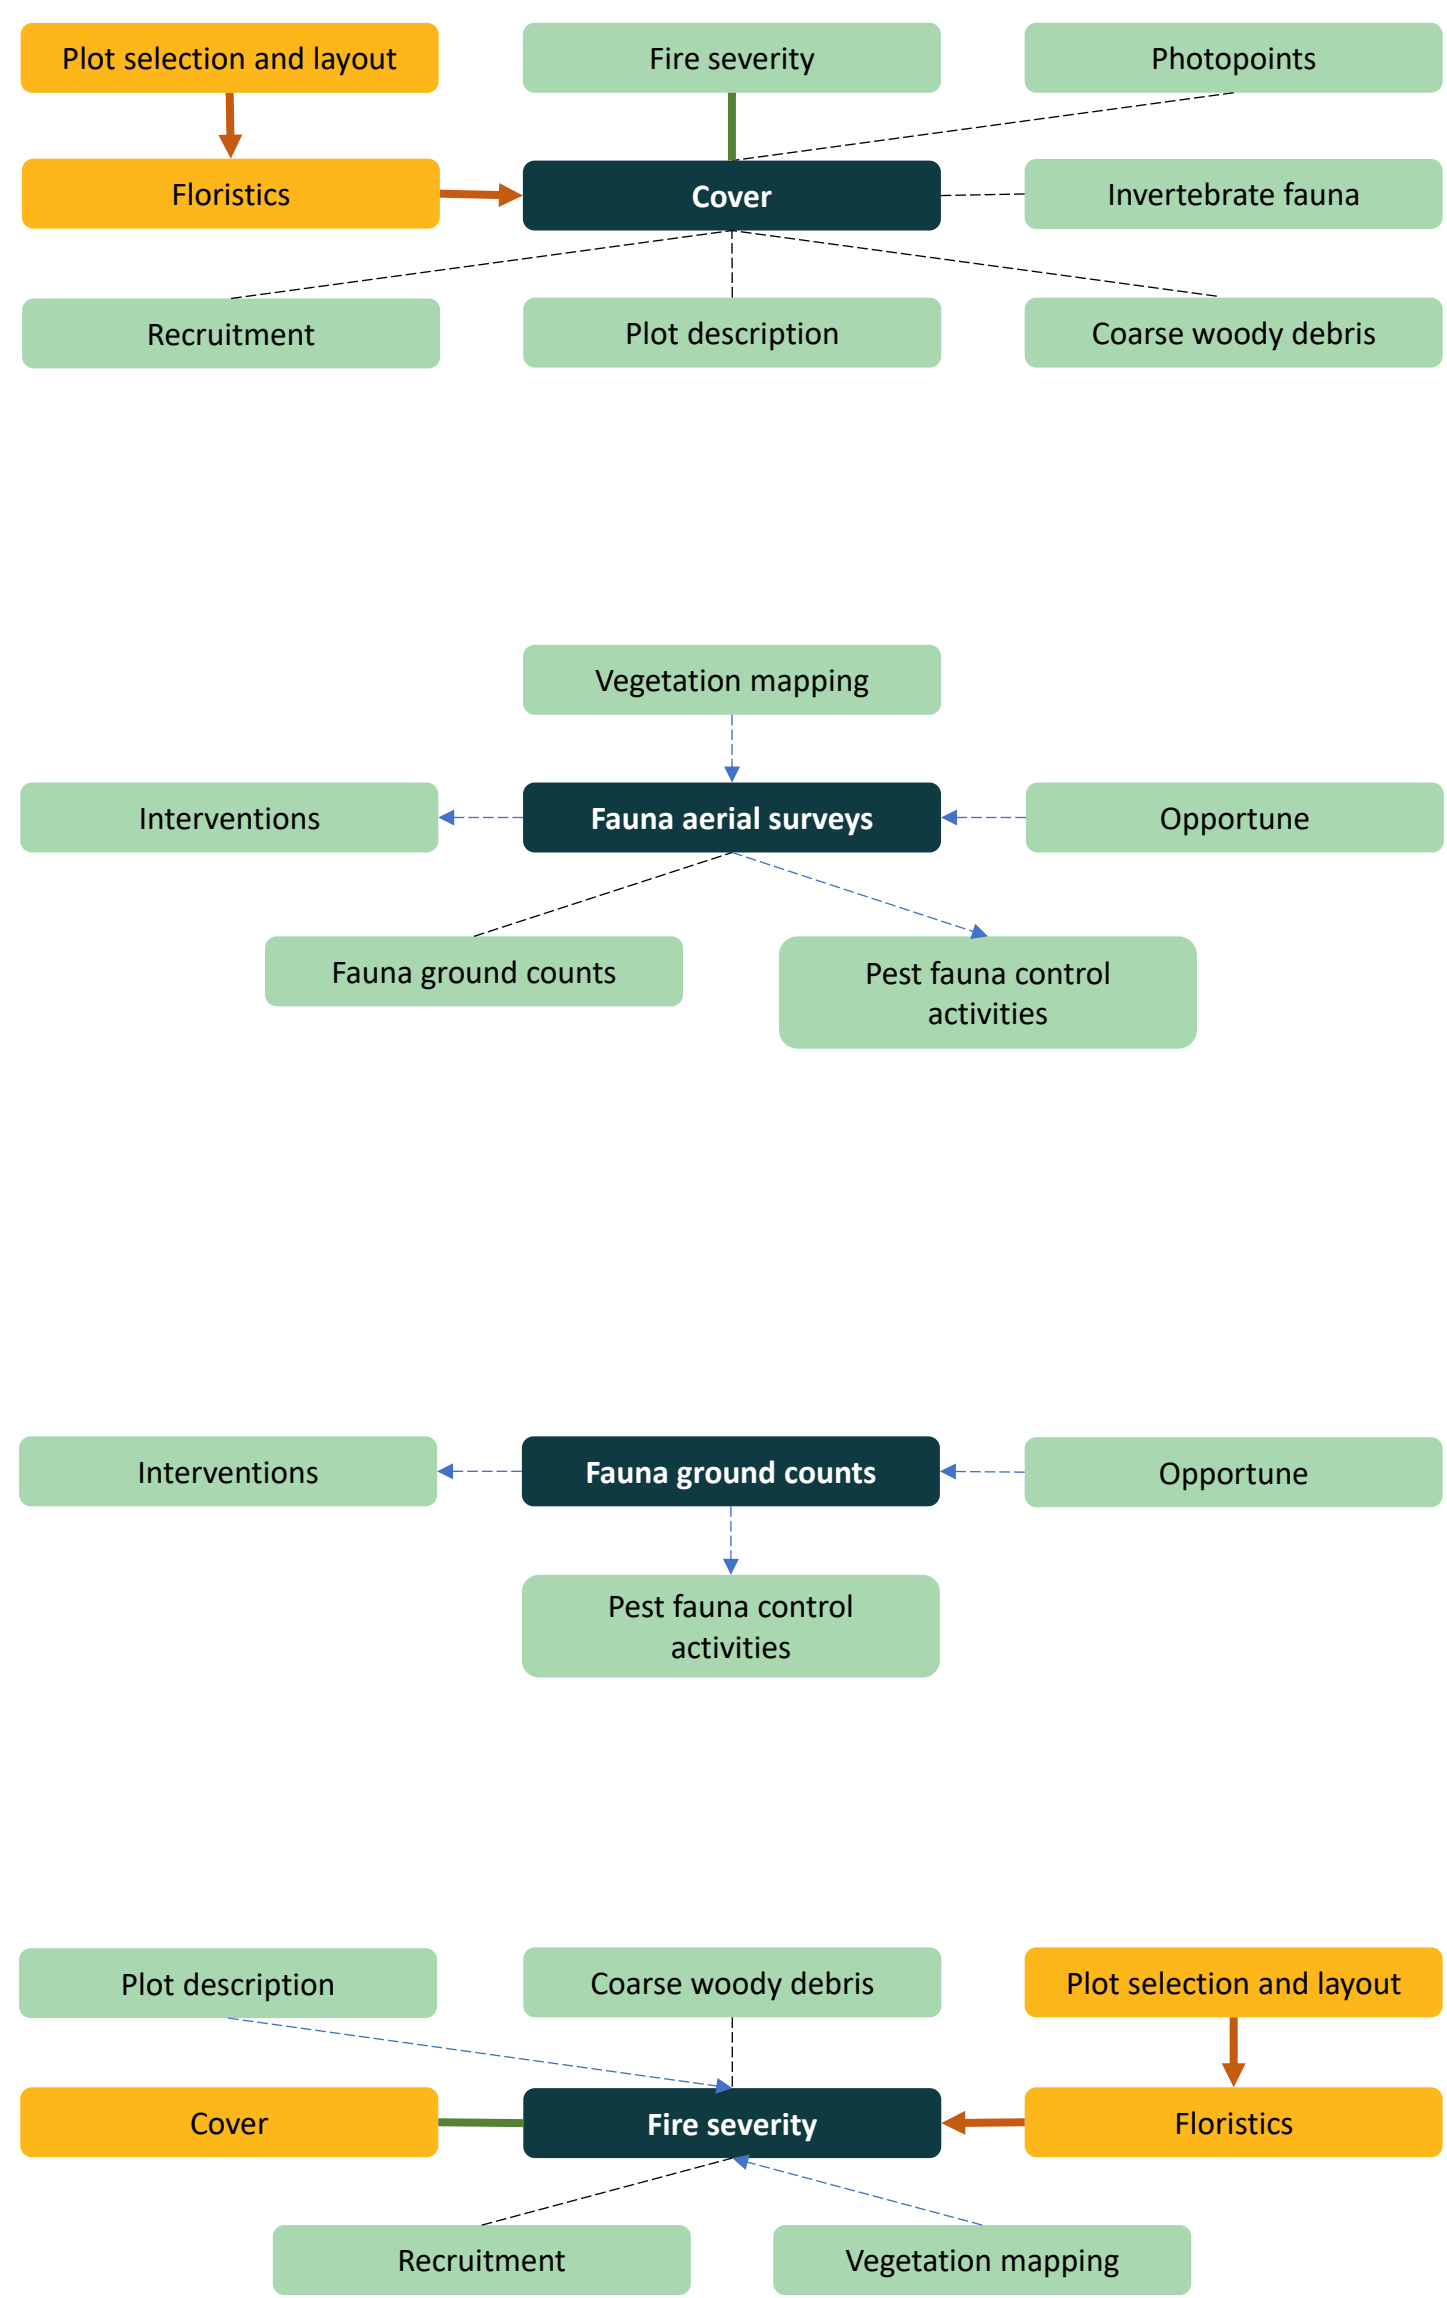 Plot selection and layout
Fire severity
Photopoints
Floristics
Cover
Invertebrate fauna
Recruitment
Plot description
Coarse woody debris
Vegetation mapping
Interventions
Fauna aerial surveys
Opportune
Fauna ground counts
Pest fauna control
activities
Interventions
Fauna ground counts
Opportune
Pest fauna control
activities
Plot description
Coarse woody debris
Plot selection and layout
Cover
Fire severity
Floristics
Recruitment
Vegetation mapping